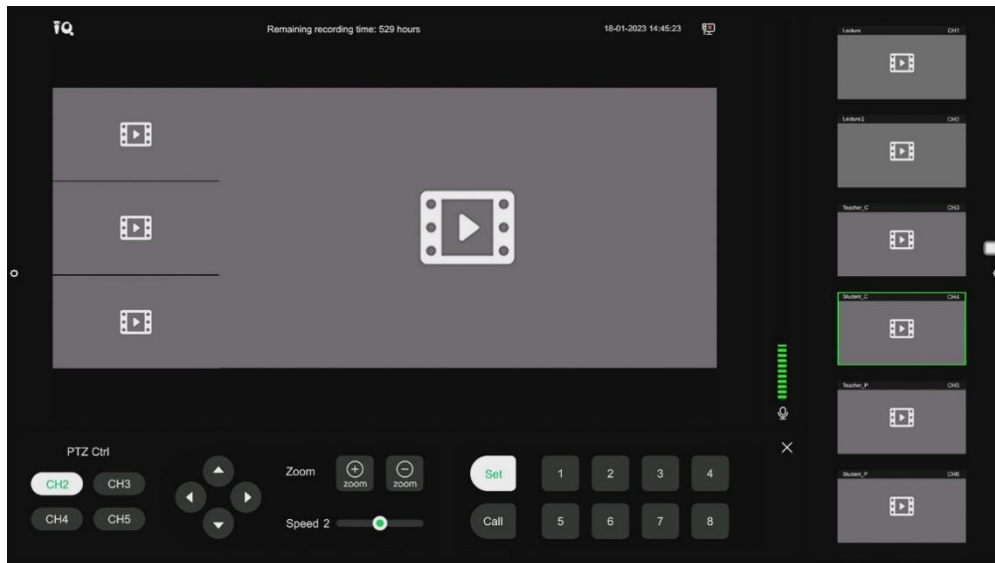 IQ
Remaining recording time: 529 hours
18-01-2023 14:45:23
Lecture CH1
Lecture2 CH2
Teacher_C CH3
Student_C CH4
Teacher_P CH5
Student_P CH6
PTZ Ctrl
CH2 CH3
CH4 CH5
Zoom
zoom zoom
Speed 2
Set 1 2 3 4
Call 5 6 7 8